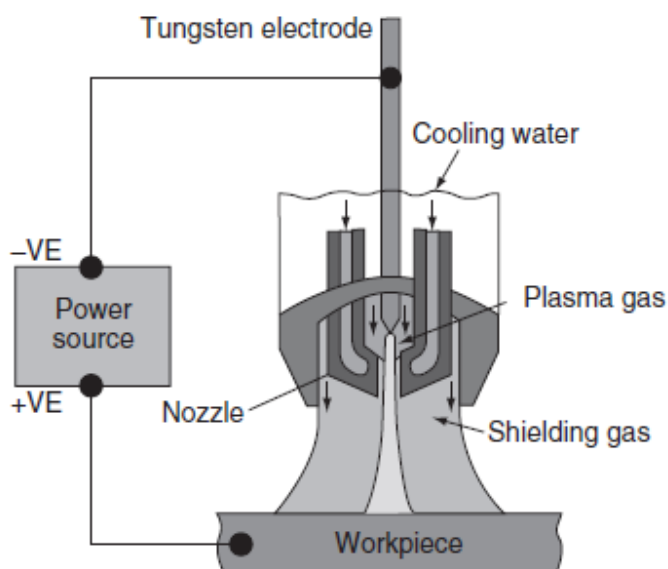 Tungsten electrode
Cooling water
–VE
Power
source
+VE
Plasma gas
Nozzle
Shielding gas
Workpiece